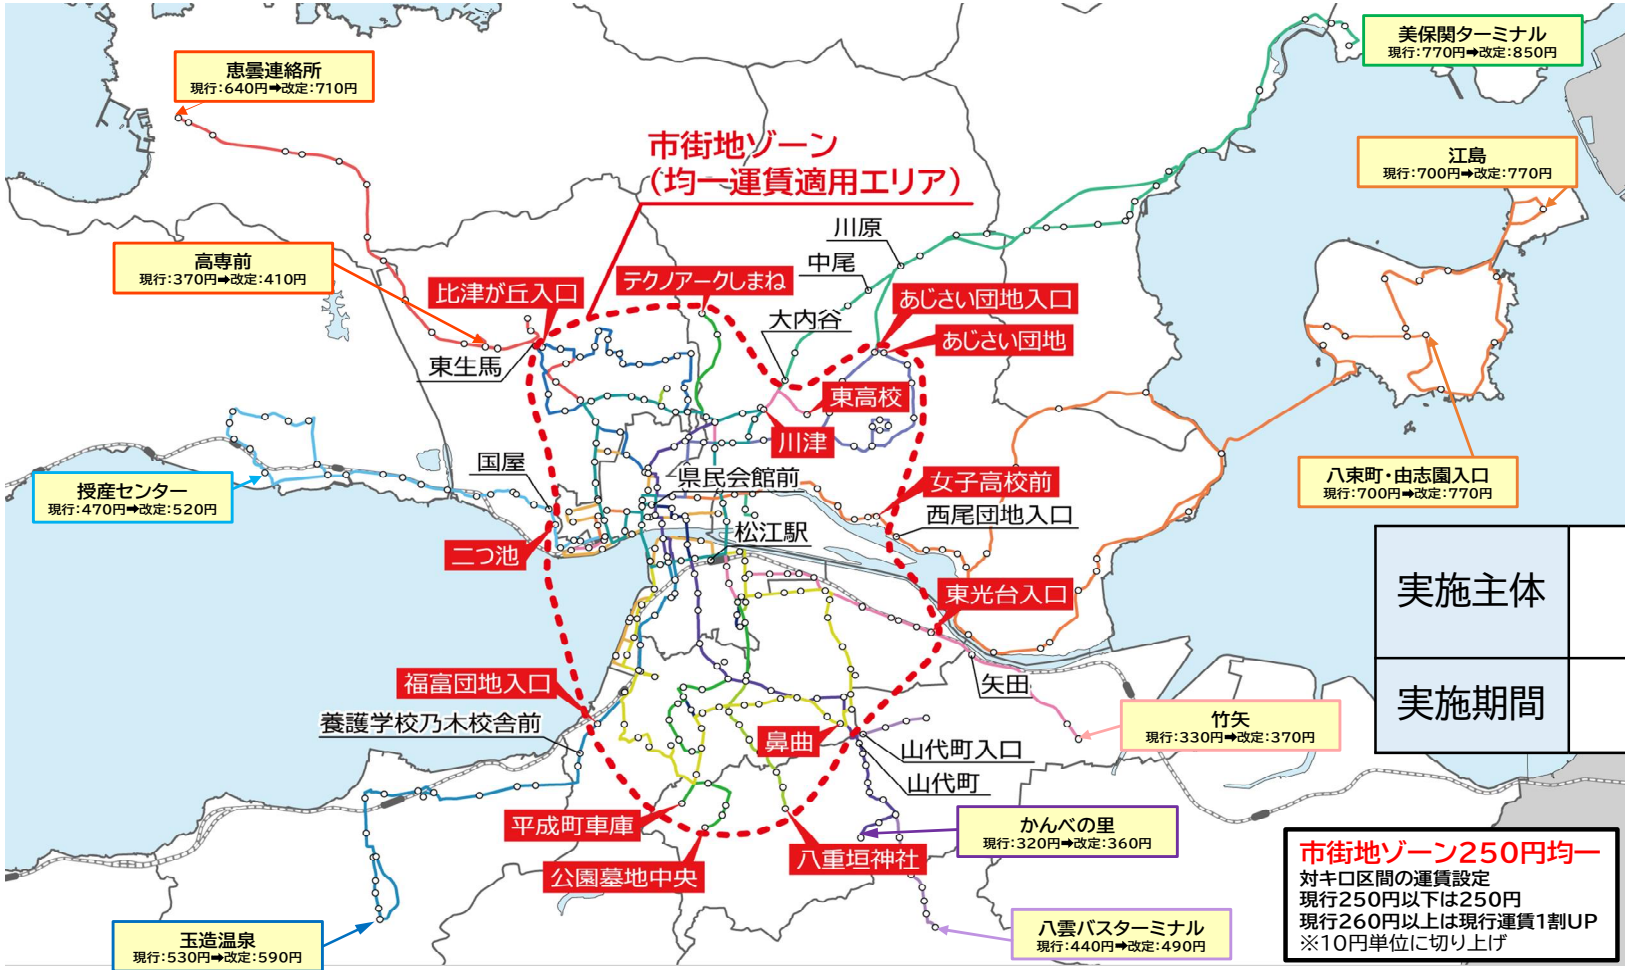 美保関ターミナル
現行:770円➡改定:850円
恵曇連絡所
現行:640円➡改定:710円
市街地ゾーン
（均一運賃適用エリア）
江島
現行:700円➡改定:770円
川原
中尾
高専前
現行:370円➡改定:410円
比津が丘入口
テクノアークしまね
あじさい団地入口
大内谷
あじさい団地
東生馬
東高校
川津
国屋
県民会館前
女子高校前
八束町・由志園入口
現行:700円➡改定:770円
授産センター
現行:470円➡改定:520円
西尾団地入口
松江駅
二つ池
実施主体
東光台入口
福富団地入口
矢田
実施期間
養護学校乃木校舎前
竹矢
現行:330円➡改定:370円
鼻曲
山代町入口
山代町
平成町車庫
かんべの里
現行:320円➡改定:360円
八重垣神社
公園墓地中央
市街地ゾーン250円均一
対キロ区間の運賃設定
現行250円以下は250円
現行260円以上は現行運賃1割UP
※10円単位に切り上げ
玉造温泉
現行:530円➡改定:590円
八雲バスターミナル
現行:440円➡改定:490円